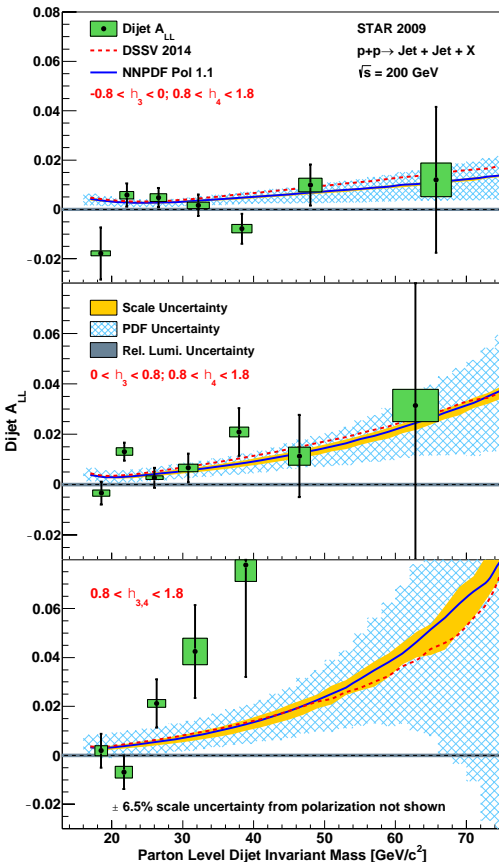 0.08
Dijet A_LL
STAR 2009
DSSV 2014
p+p→ Jet + Jet + X
0.06
NNPDF Pol 1.1
√s = 200 GeV
-0.8 < η_3 < 0; 0.8 < η_4 < 1.8
0.04
0.02
0
-0.02
Scale Uncertainty
0.06
PDF Uncertainty
Rel. Lumi. Uncertainty
0 < η_3 < 0.8; 0.8 < η_4 < 1.8
0.04
Dijet A_LL
0.02
0
-0.02
0.8 < η_3,4 < 1.8
0.06
0.04
0.02
0
-0.02
± 6.5% scale uncertainty from polarization not shown
20 30 40 50 60 70
Parton Level Dijet Invariant Mass [GeV/c²]